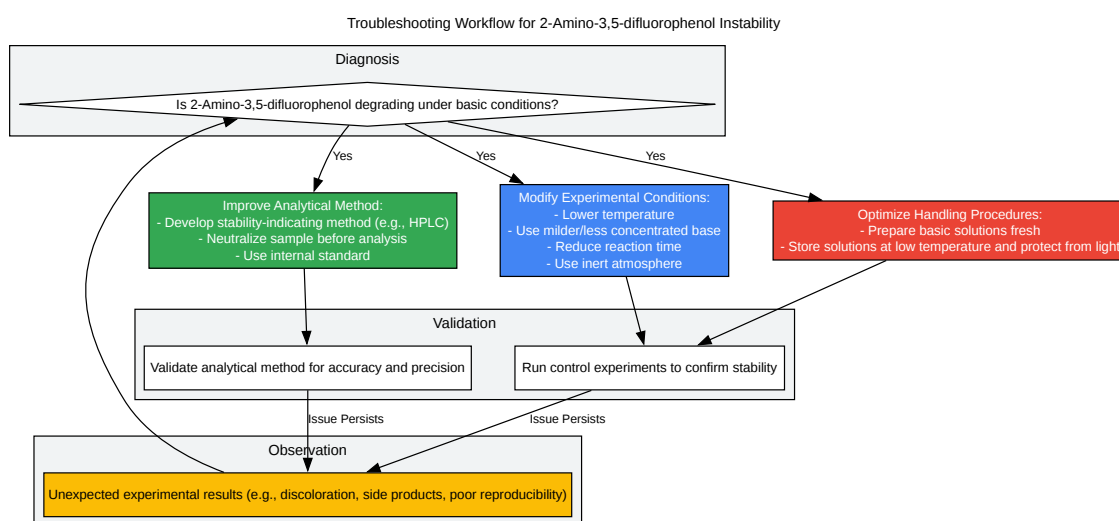 Troubleshooting Workflow for 2-Amino-3,5-difluorophenol Instability
Diagnosis
Is 2-Amino-3,5-difluorophenol degrading under basic conditions?
Yes
Yes
Yes
Improve Analytical Method:
- Develop stability-indicating method (e.g., HPLC)
- Neutralize sample before analysis
- Use internal standard
Modify Experimental Conditions:
- Lower temperature
- Use milder/less concentrated base
- Reduce reaction time
- Use inert atmosphere
Optimize Handling Procedures:
- Prepare basic solutions fresh
- Store solutions at low temperature and protect from light
Validation
Validate analytical method for accuracy and precision
Run control experiments to confirm stability
Issue Persists
Issue Persists
Observation
Unexpected experimental results (e.g., discoloration, side products, poor reproducibility)